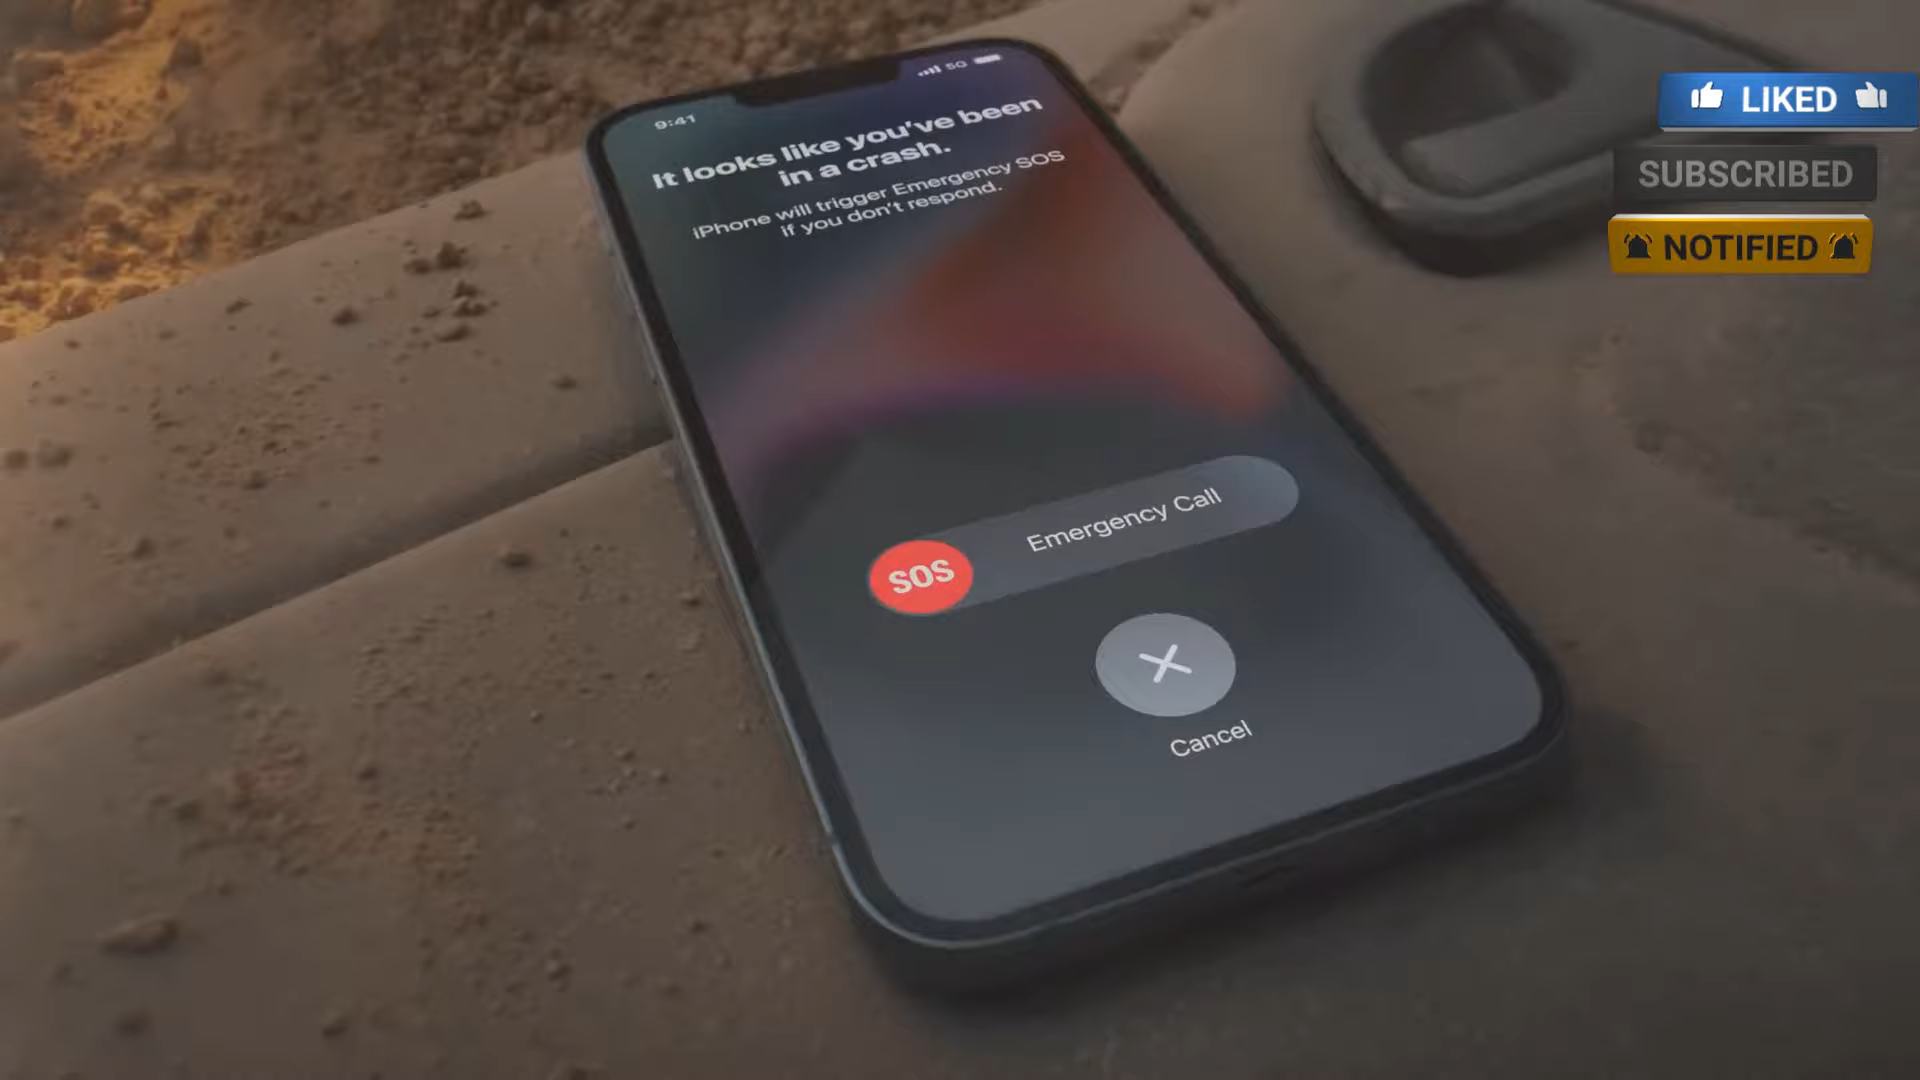 9:41
5G
It looks like you've been
in a crash.
iPhone will trigger Emergency SOS
if you don't respond.
SOS
Emergency Call
Cancel
LIKED
SUBSCRIBED
NOTIFIED